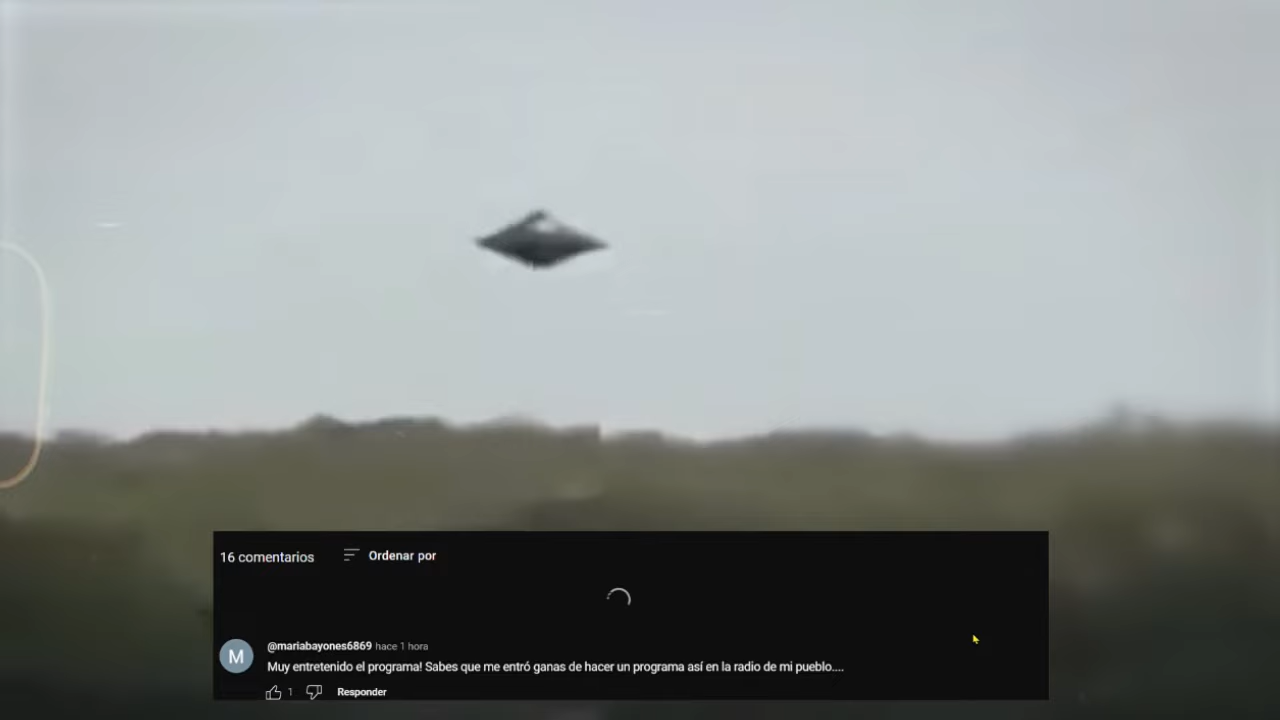 16 comentarios
Ordenar por
M
@mariabayones6869 hace 1 hora
Muy entretenido el programa! Sabes que me entró ganas de hacer un programa así en la radio de mi pueblo....
1
Responder